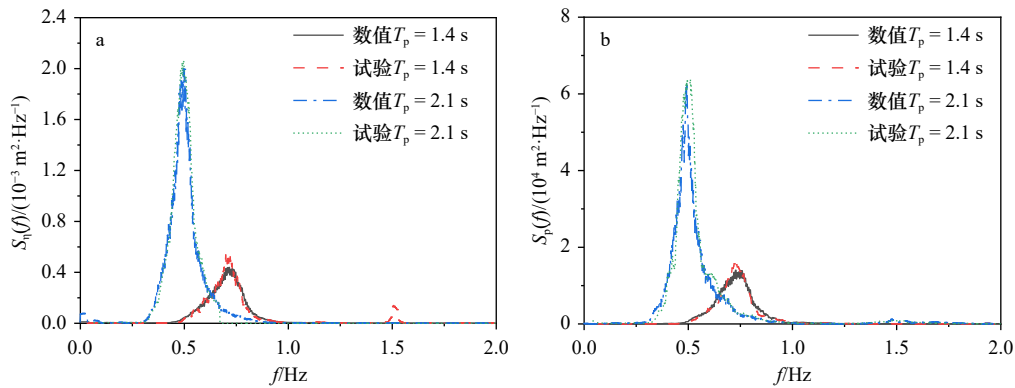 a
数值Tp = 1.4 s
试验Tp = 1.4 s
数值Tp = 2.1 s
试验Tp = 2.1 s
2.4
1.8
1.2
0.6
0.0
Sη(f)/(10⁻³ m²·Hz⁻¹)
0.0 0.5 1.0 1.5 2.0
f/Hz
b
数值Tp = 1.4 s
试验Tp = 1.4 s
数值Tp = 2.1 s
试验Tp = 2.1 s
8
6
4
2
0
Sp(f)/(10⁴ m²·Hz⁻¹)
0.0 0.5 1.0 1.5 2.0
f/Hz